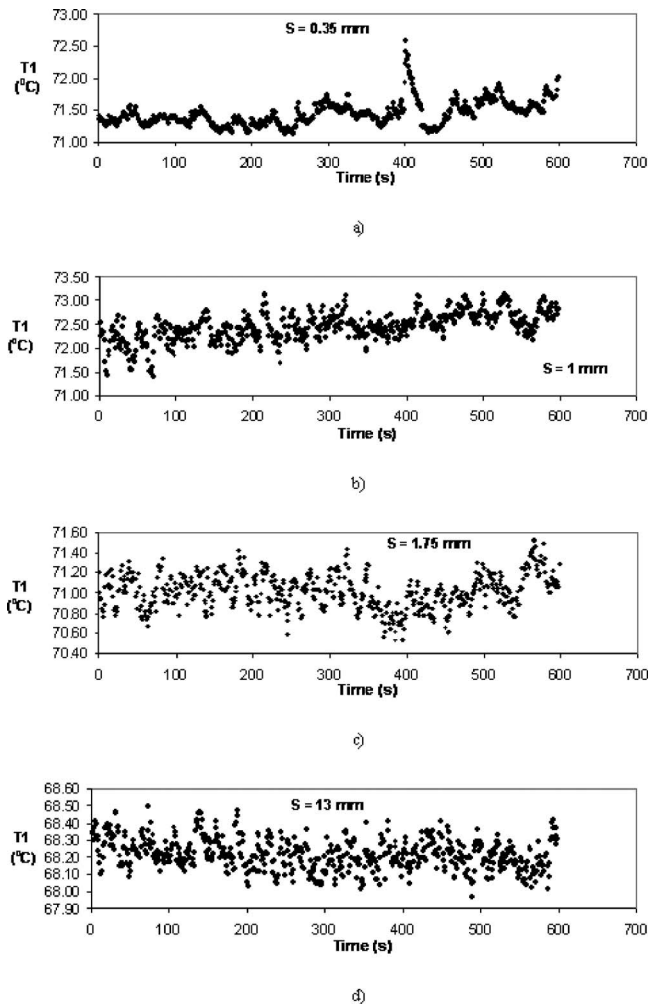 73.00
S = 0.35 mm
72.50
T1
(⁰C)
72.00
71.50
71.00
0 100 200 300 400 500 600 700
Time (s)
a)
73.50
73.00
T1
(⁰C)
72.50
72.00
71.50
S = 1 mm
71.00
0 100 200 300 400 500 600 700
Time (s)
b)
71.60
S = 1.75 mm
71.40
71.20
T1
(⁰C)
71.00
70.80
70.60
70.40
0 100 200 300 400 500 600 700
Time (s)
c)
68.60
S = 13 mm
68.50
68.40
T1
(⁰C)
68.30
68.20
68.10
68.00
67.90
0 100 200 300 400 500 600 700
Time (s)
d)